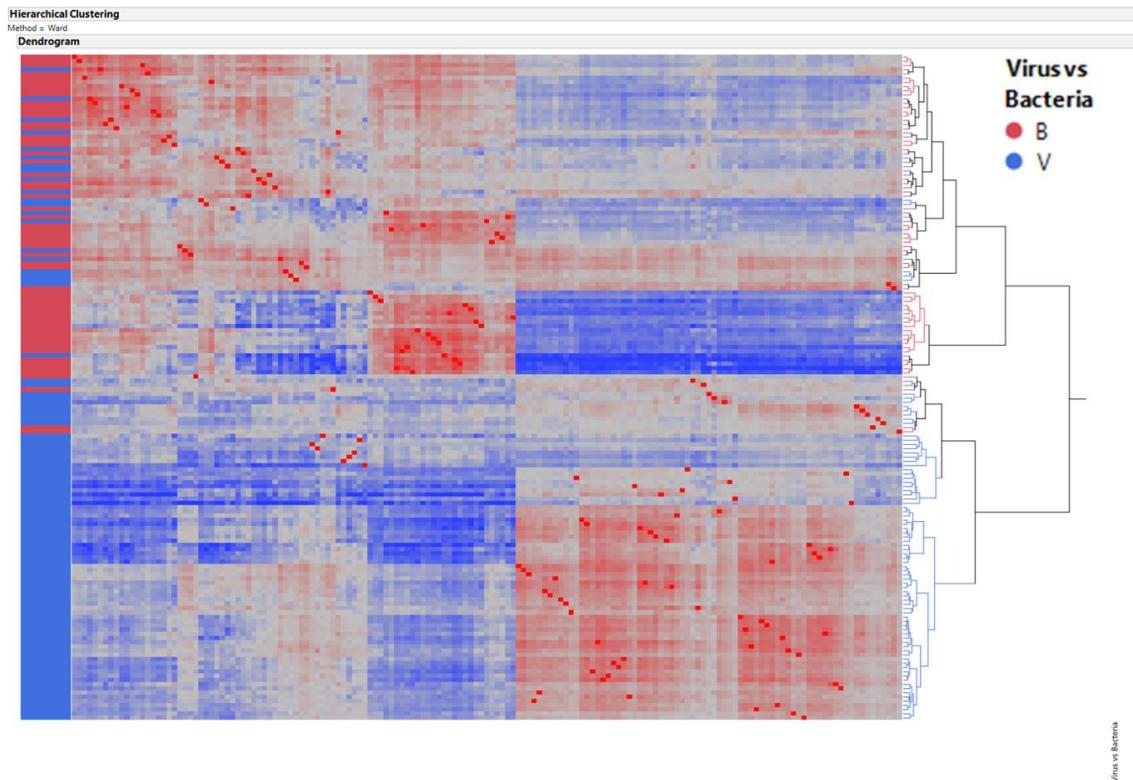 Hierarchical Clustering
Method = Ward
Dendrogram
Virus vs
Bacteria
B
V
Virus vs Bacteria